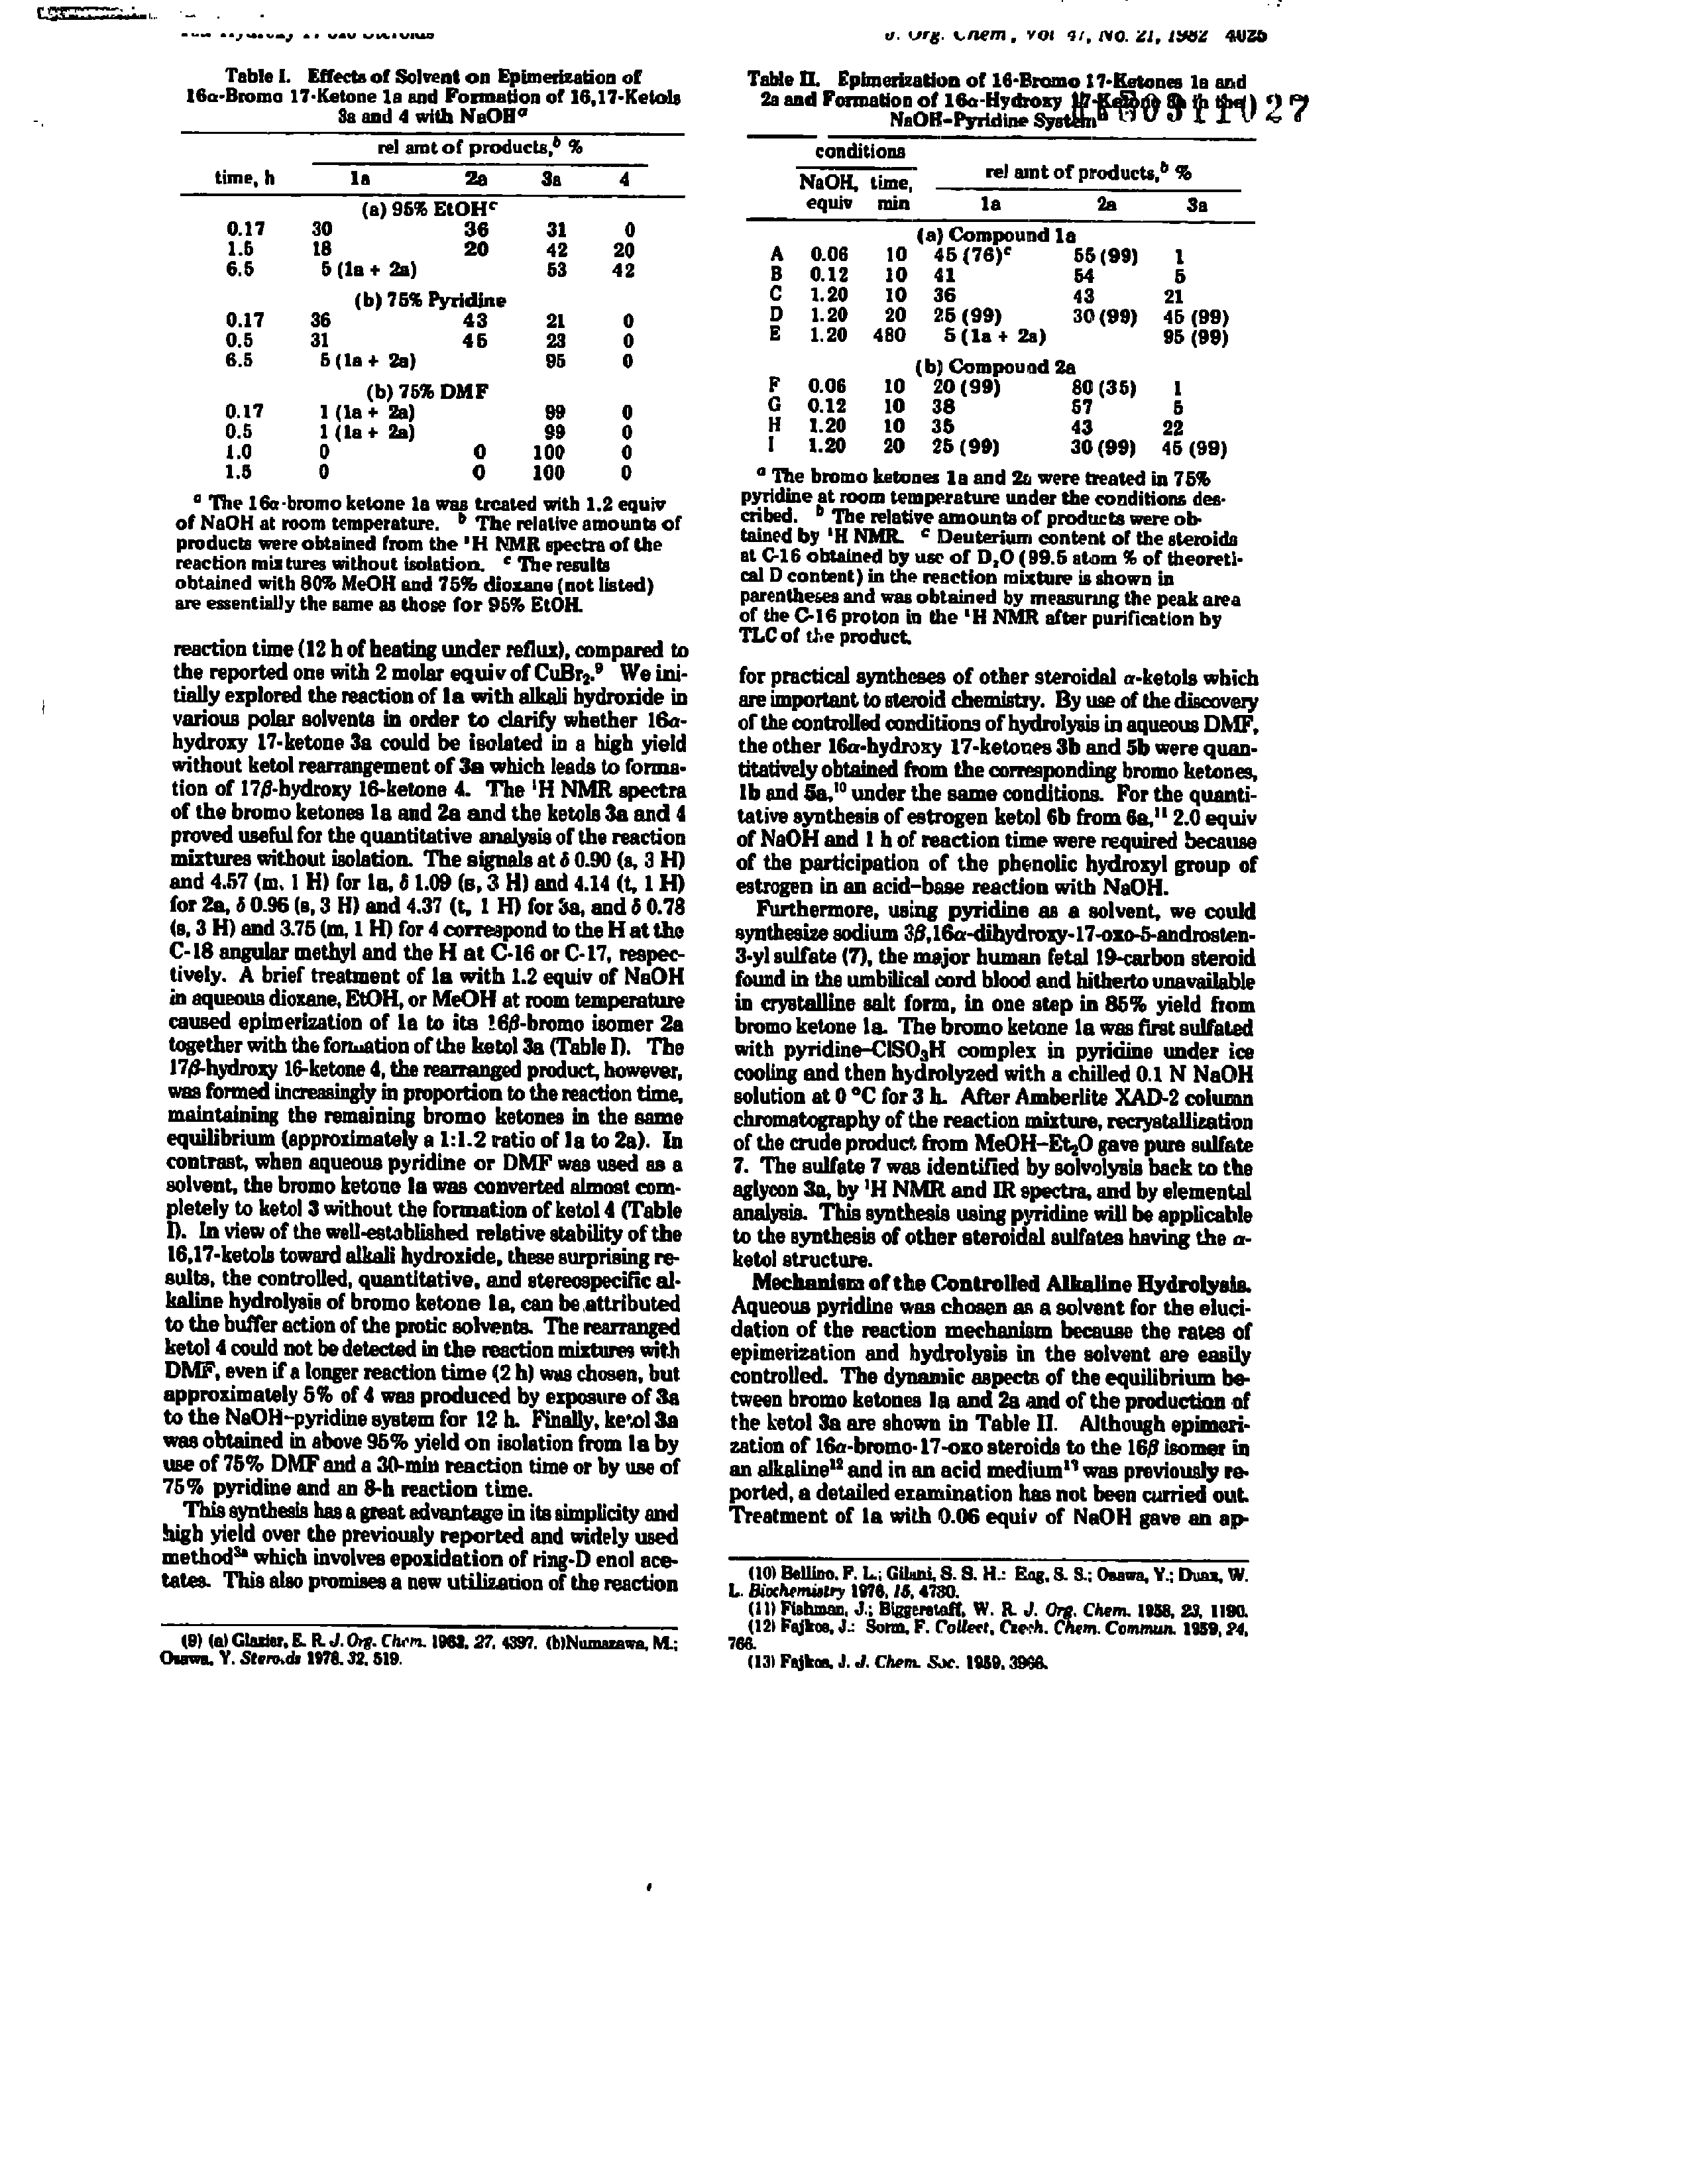 J. Org. Chem., Vol. 47, No. 21, 1982 4025
Table I. Effects of Solvent on Epimerization of
16α-Bromo 17-Ketone 1a and Formation of 16,17-Ketols
3a and 4 with NaOHᵃ
rel amt of products,ᵇ %
time, h 1a 2a 3a 4
(a) 95% EtOHᶜ
0.17 30 36 31 0
1.5 18 20 42 20
6.5 5 (1a + 2a) 53 42
(b) 75% Pyridine
0.17 36 43 21 0
0.5 31 46 23 0
6.5 5 (1a + 2a) 95 0
(b) 75% DMF
0.17 1 (1a + 2a) 99 0
0.5 1 (1a + 2a) 99 0
1.0 0 0 100 0
1.5 0 0 100 0
ᵃ The 16α-bromo ketone 1a was treated with 1.2 equiv
of NaOH at room temperature. ᵇ The relative amounts of
products were obtained from the ¹H NMR spectra of the
reaction mixtures without isolation. ᶜ The results
obtained with 80% MeOH and 75% dioxane (not listed)
are essentially the same as those for 95% EtOH.
reaction time (12 h of heating under reflux), compared to
the reported one with 2 molar equiv of CuBr₂.⁹ We ini-
tially explored the reaction of 1a with alkali hydroxide in
various polar solvents in order to clarify whether 16α-
hydroxy 17-ketone 3a could be isolated in a high yield
without ketol rearrangement of 3a which leads to forma-
tion of 17β-hydroxy 16-ketone 4. The ¹H NMR spectra
of the bromo ketones 1a and 2a and the ketols 3a and 4
proved useful for the quantitative analysis of the reaction
mixtures without isolation. The signals at δ 0.90 (s, 3 H)
and 4.57 (m, 1 H) for 1a, δ 1.09 (s, 3 H) and 4.14 (t, 1 H)
for 2a, δ 0.96 (s, 3 H) and 4.37 (t, 1 H) for 3a, and δ 0.78
(s, 3 H) and 3.75 (m, 1 H) for 4 correspond to the H at the
C-18 angular methyl and the H at C-16 or C-17, respec-
tively. A brief treatment of 1a with 1.2 equiv of NaOH
in aqueous dioxane, EtOH, or MeOH at room temperature
caused epimerization of 1a to its 16β-bromo isomer 2a
together with the formation of the ketol 3a (Table I). The
17β-hydroxy 16-ketone 4, the rearranged product, however,
was formed increasingly in proportion to the reaction time,
maintaining the remaining bromo ketones in the same
equilibrium (approximately a 1:1.2 ratio of 1a to 2a). In
contrast, when aqueous pyridine or DMF was used as a
solvent, the bromo ketone 1a was converted almost com-
pletely to ketol 3 without the formation of ketol 4 (Table
I). In view of the well-established relative stability of the
16,17-ketols toward alkali hydroxide, these surprising re-
sults, the controlled, quantitative, and stereospecific al-
kaline hydrolysis of bromo ketone 1a, can be attributed
to the buffer action of the protic solvents. The rearranged
ketol 4 could not be detected in the reaction mixtures with
DMF, even if a longer reaction time (2 h) was chosen, but
approximately 5% of 4 was produced by exposure of 3a
to the NaOH-pyridine system for 12 h. Finally, ketol 3a
was obtained in above 95% yield on isolation from 1a by
use of 75% DMF and a 30-min reaction time or by use of
75% pyridine and an 8-h reaction time.
This synthesis has a great advantage in its simplicity and
high yield over the previously reported and widely used
method³ᵃ which involves epoxidation of ring-D enol ace-
tates. This also promises a new utilization of the reaction
(9) (a) Glazier, E. R. J. Org. Chem. 1962, 27, 4397. (b) Numazawa, M.;
Osawa, Y. Steroids 1978, 32, 519.
Table II. Epimerization of 16-Bromo 17-Ketones 1a and
2a and Formation of 16α-Hydroxy 17-Ketone 3a in the
NaOH-Pyridine Systemᵃ
conditions
rel amt of products,ᵇ %
NaOH, time,
equiv min 1a 2a 3a
(a) Compound 1a
A 0.06 10 45 (76)ᶜ 55 (99) 1
B 0.12 10 41 54 5
C 1.20 10 36 43 21
D 1.20 20 25 (99) 30 (99) 45 (99)
E 1.20 480 5 (1a + 2a) 95 (99)
(b) Compound 2a
F 0.06 10 20 (99) 80 (35) 1
G 0.12 10 38 57 5
H 1.20 10 35 43 22
I 1.20 20 25 (99) 30 (99) 45 (99)
ᵃ The bromo ketones 1a and 2a were treated in 75%
pyridine at room temperature under the conditions des-
cribed. ᵇ The relative amounts of products were ob-
tained by ¹H NMR. ᶜ Deuterium content of the steroids
at C-16 obtained by use of D₂O (99.5 atom % of theoreti-
cal D content) in the reaction mixture is shown in
parentheses and was obtained by measuring the peak area
of the C-16 proton in the ¹H NMR after purification by
TLC of the product.
for practical syntheses of other steroidal α-ketols which
are important to steroid chemistry. By use of the discovery
of the controlled conditions of hydrolysis in aqueous DMF,
the other 16α-hydroxy 17-ketones 3b and 5b were quan-
titatively obtained from the corresponding bromo ketones,
1b and 5a,¹⁰ under the same conditions. For the quanti-
tative synthesis of estrogen ketol 6b from 6a,¹¹ 2.0 equiv
of NaOH and 1 h of reaction time were required because
of the participation of the phenolic hydroxyl group of
estrogen in an acid-base reaction with NaOH.
Furthermore, using pyridine as a solvent, we could
synthesize sodium 3β,16α-dihydroxy-17-oxo-5-androsten-
3-yl sulfate (7), the major human fetal 19-carbon steroid
found in the umbilical cord blood and hitherto unavailable
in crystalline salt form, in one step in 85% yield from
bromo ketone 1a. The bromo ketone 1a was first sulfated
with pyridine-ClSO₃H complex in pyridine under ice
cooling and then hydrolyzed with a chilled 0.1 N NaOH
solution at 0 °C for 3 h. After Amberlite XAD-2 column
chromatography of the reaction mixture, recrystallization
of the crude product from MeOH-Et₂O gave pure sulfate
7. The sulfate 7 was identified by solvolysis back to the
aglycon 3a, by ¹H NMR and IR spectra, and by elemental
analysis. This synthesis using pyridine will be applicable
to the synthesis of other steroidal sulfates having the α-
ketol structure.
Mechanism of the Controlled Alkaline Hydrolysis.
Aqueous pyridine was chosen as a solvent for the eluci-
dation of the reaction mechanism because the rates of
epimerization and hydrolysis in the solvent are easily
controlled. The dynamic aspects of the equilibrium be-
tween bromo ketones 1a and 2a and of the production of
the ketol 3a are shown in Table II. Although epimeri-
zation of 16α-bromo-17-oxo steroids to the 16β isomer in
an alkaline¹² and in an acid medium¹³ was previously re-
ported, a detailed examination has not been carried out.
Treatment of 1a with 0.06 equiv of NaOH gave an ap-
(10) Bellino, F. L.; Gilani, S. S. H.; Eng, S. S.; Osawa, Y.; Duax, W.
L. Biochemistry 1976, 15, 4730.
(11) Fishman, J.; Biggerstaff, W. R. J. Org. Chem. 1958, 23, 1190.
(12) Fajkos, J.; Sorm, F. Collect. Czech. Chem. Commun. 1959, 24,
766.
(13) Fajkos, J. J. Chem. Soc. 1959, 3966.